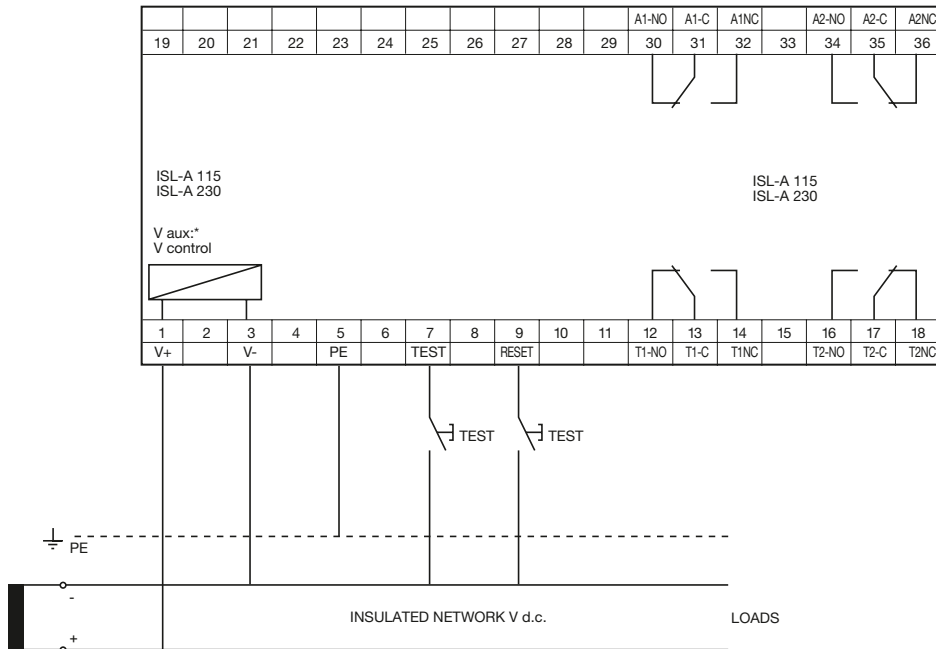 A1-NO A1-C A1NC A2-NO A2-C A2NC
19 20 21 22 23 24 25 26 27 28 29 30 31 32 33 34 35 36
ISL-A 115
ISL-A 230
ISL-A 115
ISL-A 230
V aux:*
V control
1 2 3 4 5 6 7 8 9 10 11 12 13 14 15 16 17 18
V+ V- PE TEST RESET T1-NO T1-C T1NC T2-NO T2-C T2NC
TEST TEST
PE
-
INSULATED NETWORK V d.c. LOADS
+